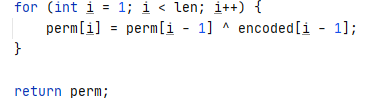 for (int i = 1; i < len; i++) {
    perm[i] = perm[i - 1] ^ encoded[i - 1];
}
return perm;